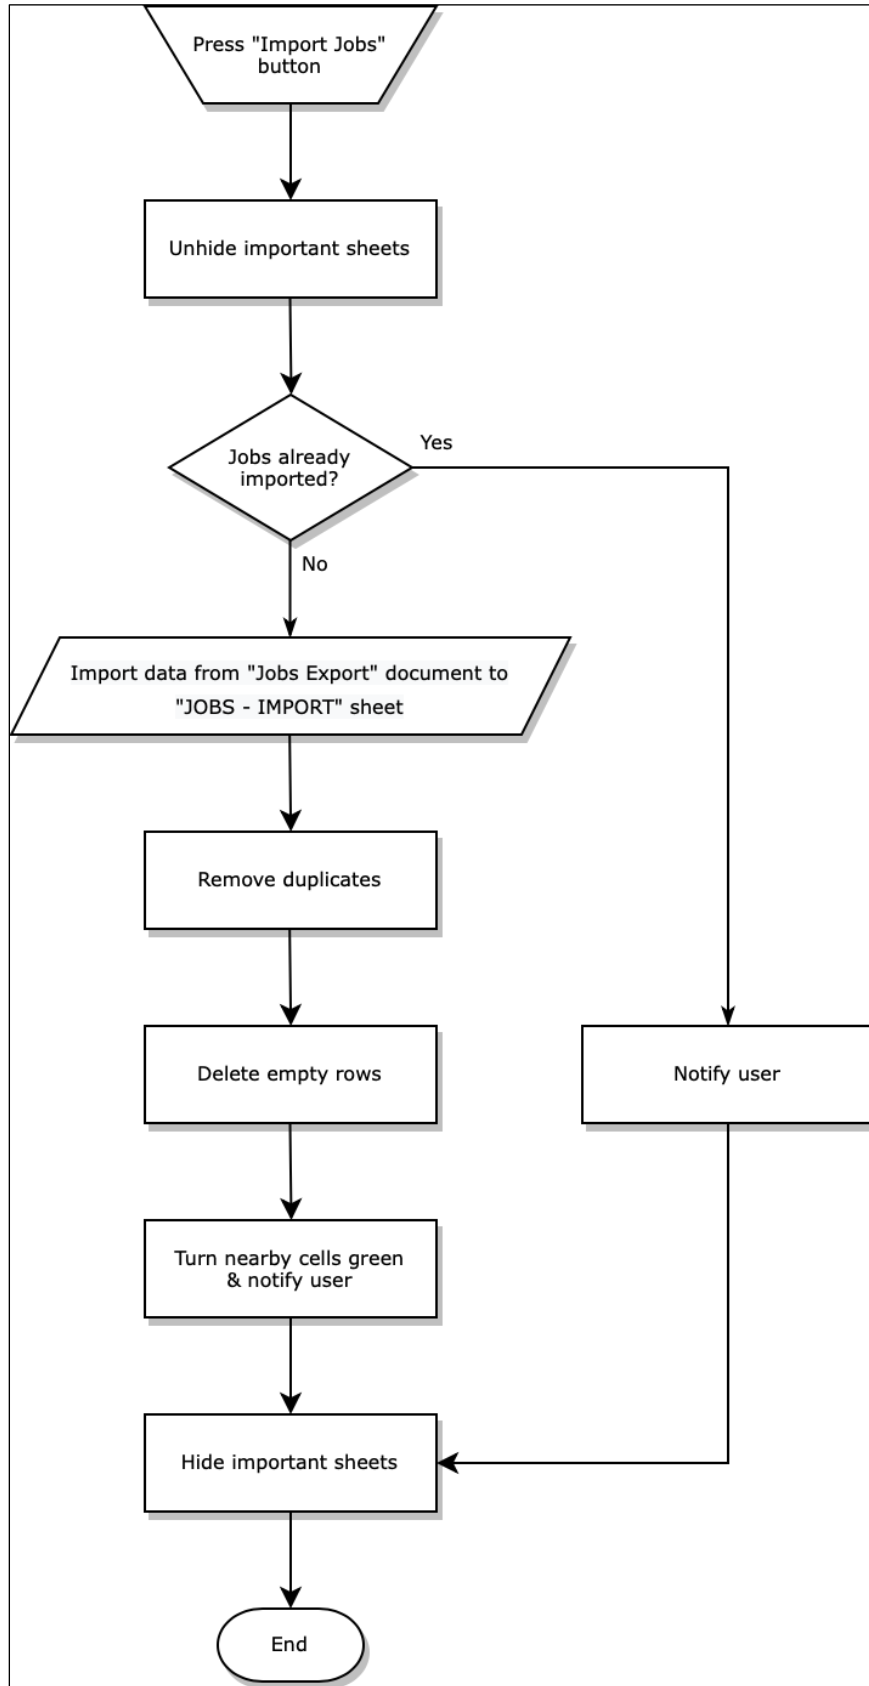 Press "Import Jobs"
button
Unhide important sheets
Jobs already
imported?
Yes
No
Import data from "Jobs Export" document to
"JOBS - IMPORT" sheet
Remove duplicates
Delete empty rows
Notify user
Turn nearby cells green
& notify user
Hide important sheets
End